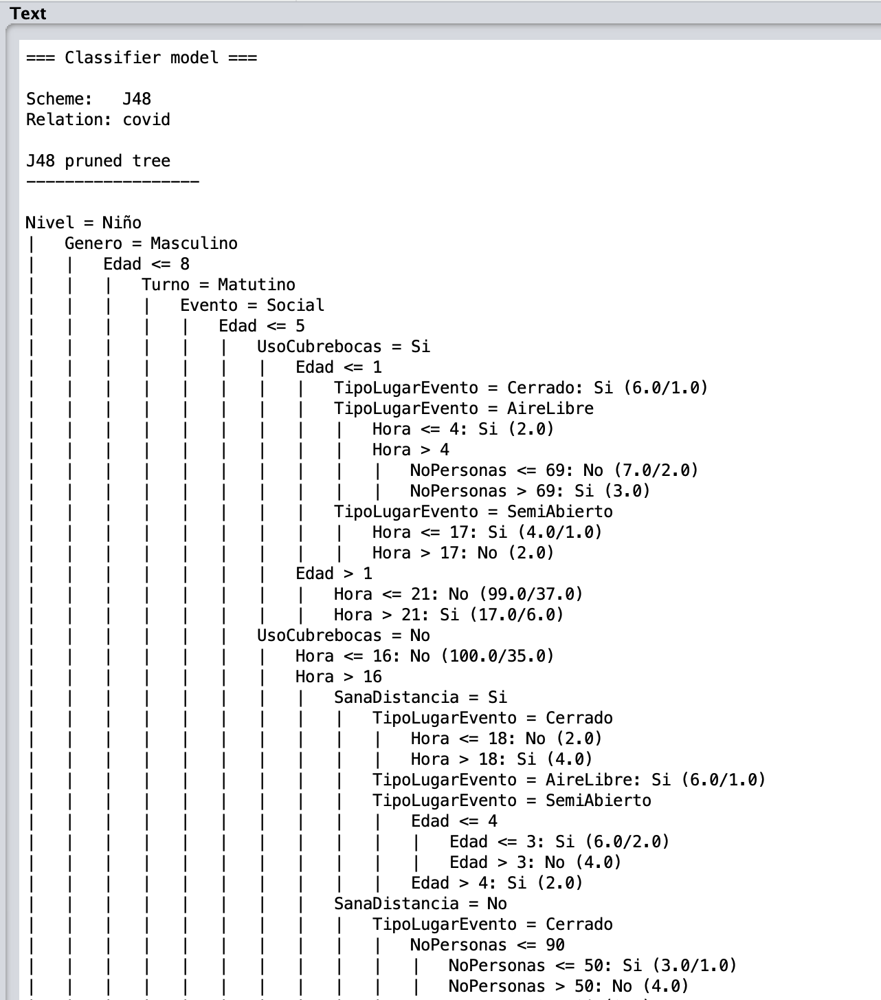 Text
=== Classifier model ===
Scheme:   J48
Relation: covid
J48 pruned tree
------------------
Nivel = Niño
|   Genero = Masculino
|   |   Edad <= 8
|   |   |   Turno = Matutino
|   |   |   |   Evento = Social
|   |   |   |   |   Edad <= 5
|   |   |   |   |   |   UsoCubrebocas = Si
|   |   |   |   |   |   |   Edad <= 1
|   |   |   |   |   |   |   |   TipoLugarEvento = Cerrado: Si (6.0/1.0)
|   |   |   |   |   |   |   |   TipoLugarEvento = AireLibre
|   |   |   |   |   |   |   |   |   Hora <= 4: Si (2.0)
|   |   |   |   |   |   |   |   |   Hora > 4
|   |   |   |   |   |   |   |   |   |   NoPersonas <= 69: No (7.0/2.0)
|   |   |   |   |   |   |   |   |   |   NoPersonas > 69: Si (3.0)
|   |   |   |   |   |   |   |   TipoLugarEvento = SemiAbierto
|   |   |   |   |   |   |   |   |   Hora <= 17: Si (4.0/1.0)
|   |   |   |   |   |   |   |   |   Hora > 17: No (2.0)
|   |   |   |   |   |   |   Edad > 1
|   |   |   |   |   |   |   |   Hora <= 21: No (99.0/37.0)
|   |   |   |   |   |   |   |   Hora > 21: Si (17.0/6.0)
|   |   |   |   |   |   UsoCubrebocas = No
|   |   |   |   |   |   |   Hora <= 16: No (100.0/35.0)
|   |   |   |   |   |   |   Hora > 16
|   |   |   |   |   |   |   |   SanaDistancia = Si
|   |   |   |   |   |   |   |   |   TipoLugarEvento = Cerrado
|   |   |   |   |   |   |   |   |   |   Hora <= 18: No (2.0)
|   |   |   |   |   |   |   |   |   |   Hora > 18: Si (4.0)
|   |   |   |   |   |   |   |   |   TipoLugarEvento = AireLibre: Si (6.0/1.0)
|   |   |   |   |   |   |   |   |   TipoLugarEvento = SemiAbierto
|   |   |   |   |   |   |   |   |   |   Edad <= 4
|   |   |   |   |   |   |   |   |   |   |   Edad <= 3: Si (6.0/2.0)
|   |   |   |   |   |   |   |   |   |   |   Edad > 3: No (4.0)
|   |   |   |   |   |   |   |   |   |   Edad > 4: Si (2.0)
|   |   |   |   |   |   |   |   SanaDistancia = No
|   |   |   |   |   |   |   |   |   TipoLugarEvento = Cerrado
|   |   |   |   |   |   |   |   |   |   NoPersonas <= 90
|   |   |   |   |   |   |   |   |   |   |   NoPersonas <= 50: Si (3.0/1.0)
|   |   |   |   |   |   |   |   |   |   |   NoPersonas > 50: No (4.0)